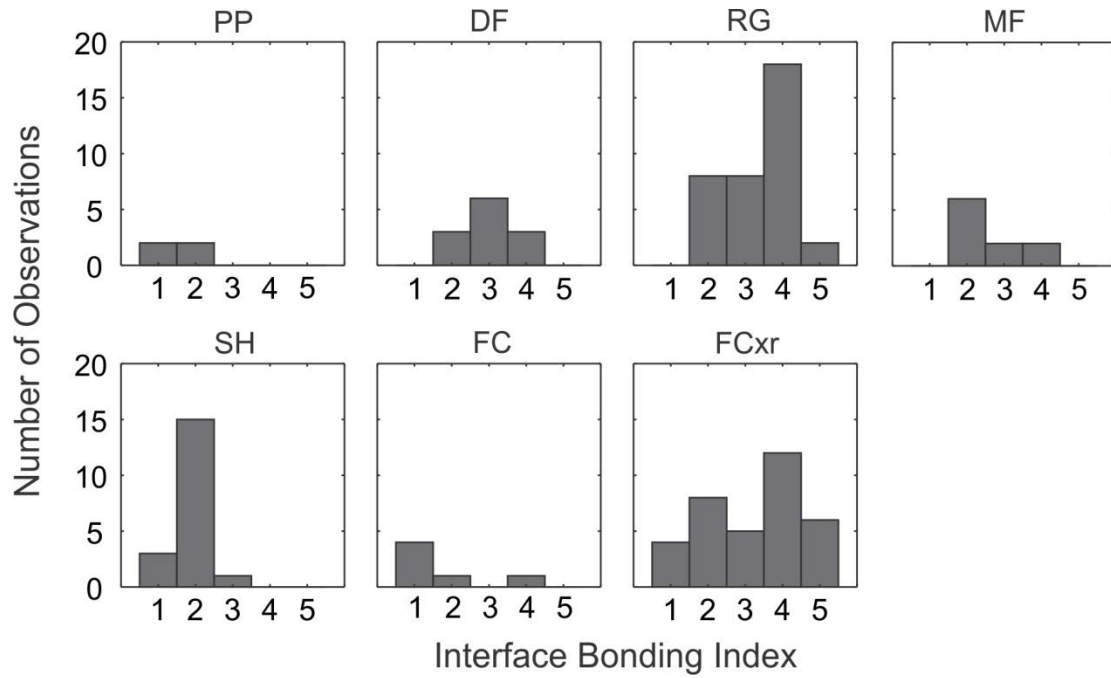 PP DF RG MF
20
15
10
5
0
1 2 3 4 5 1 2 3 4 5 1 2 3 4 5 1 2 3 4 5
SH FC FCxr
20
15
10
5
0
1 2 3 4 5 1 2 3 4 5 1 2 3 4 5
Number of Observations
Interface Bonding Index